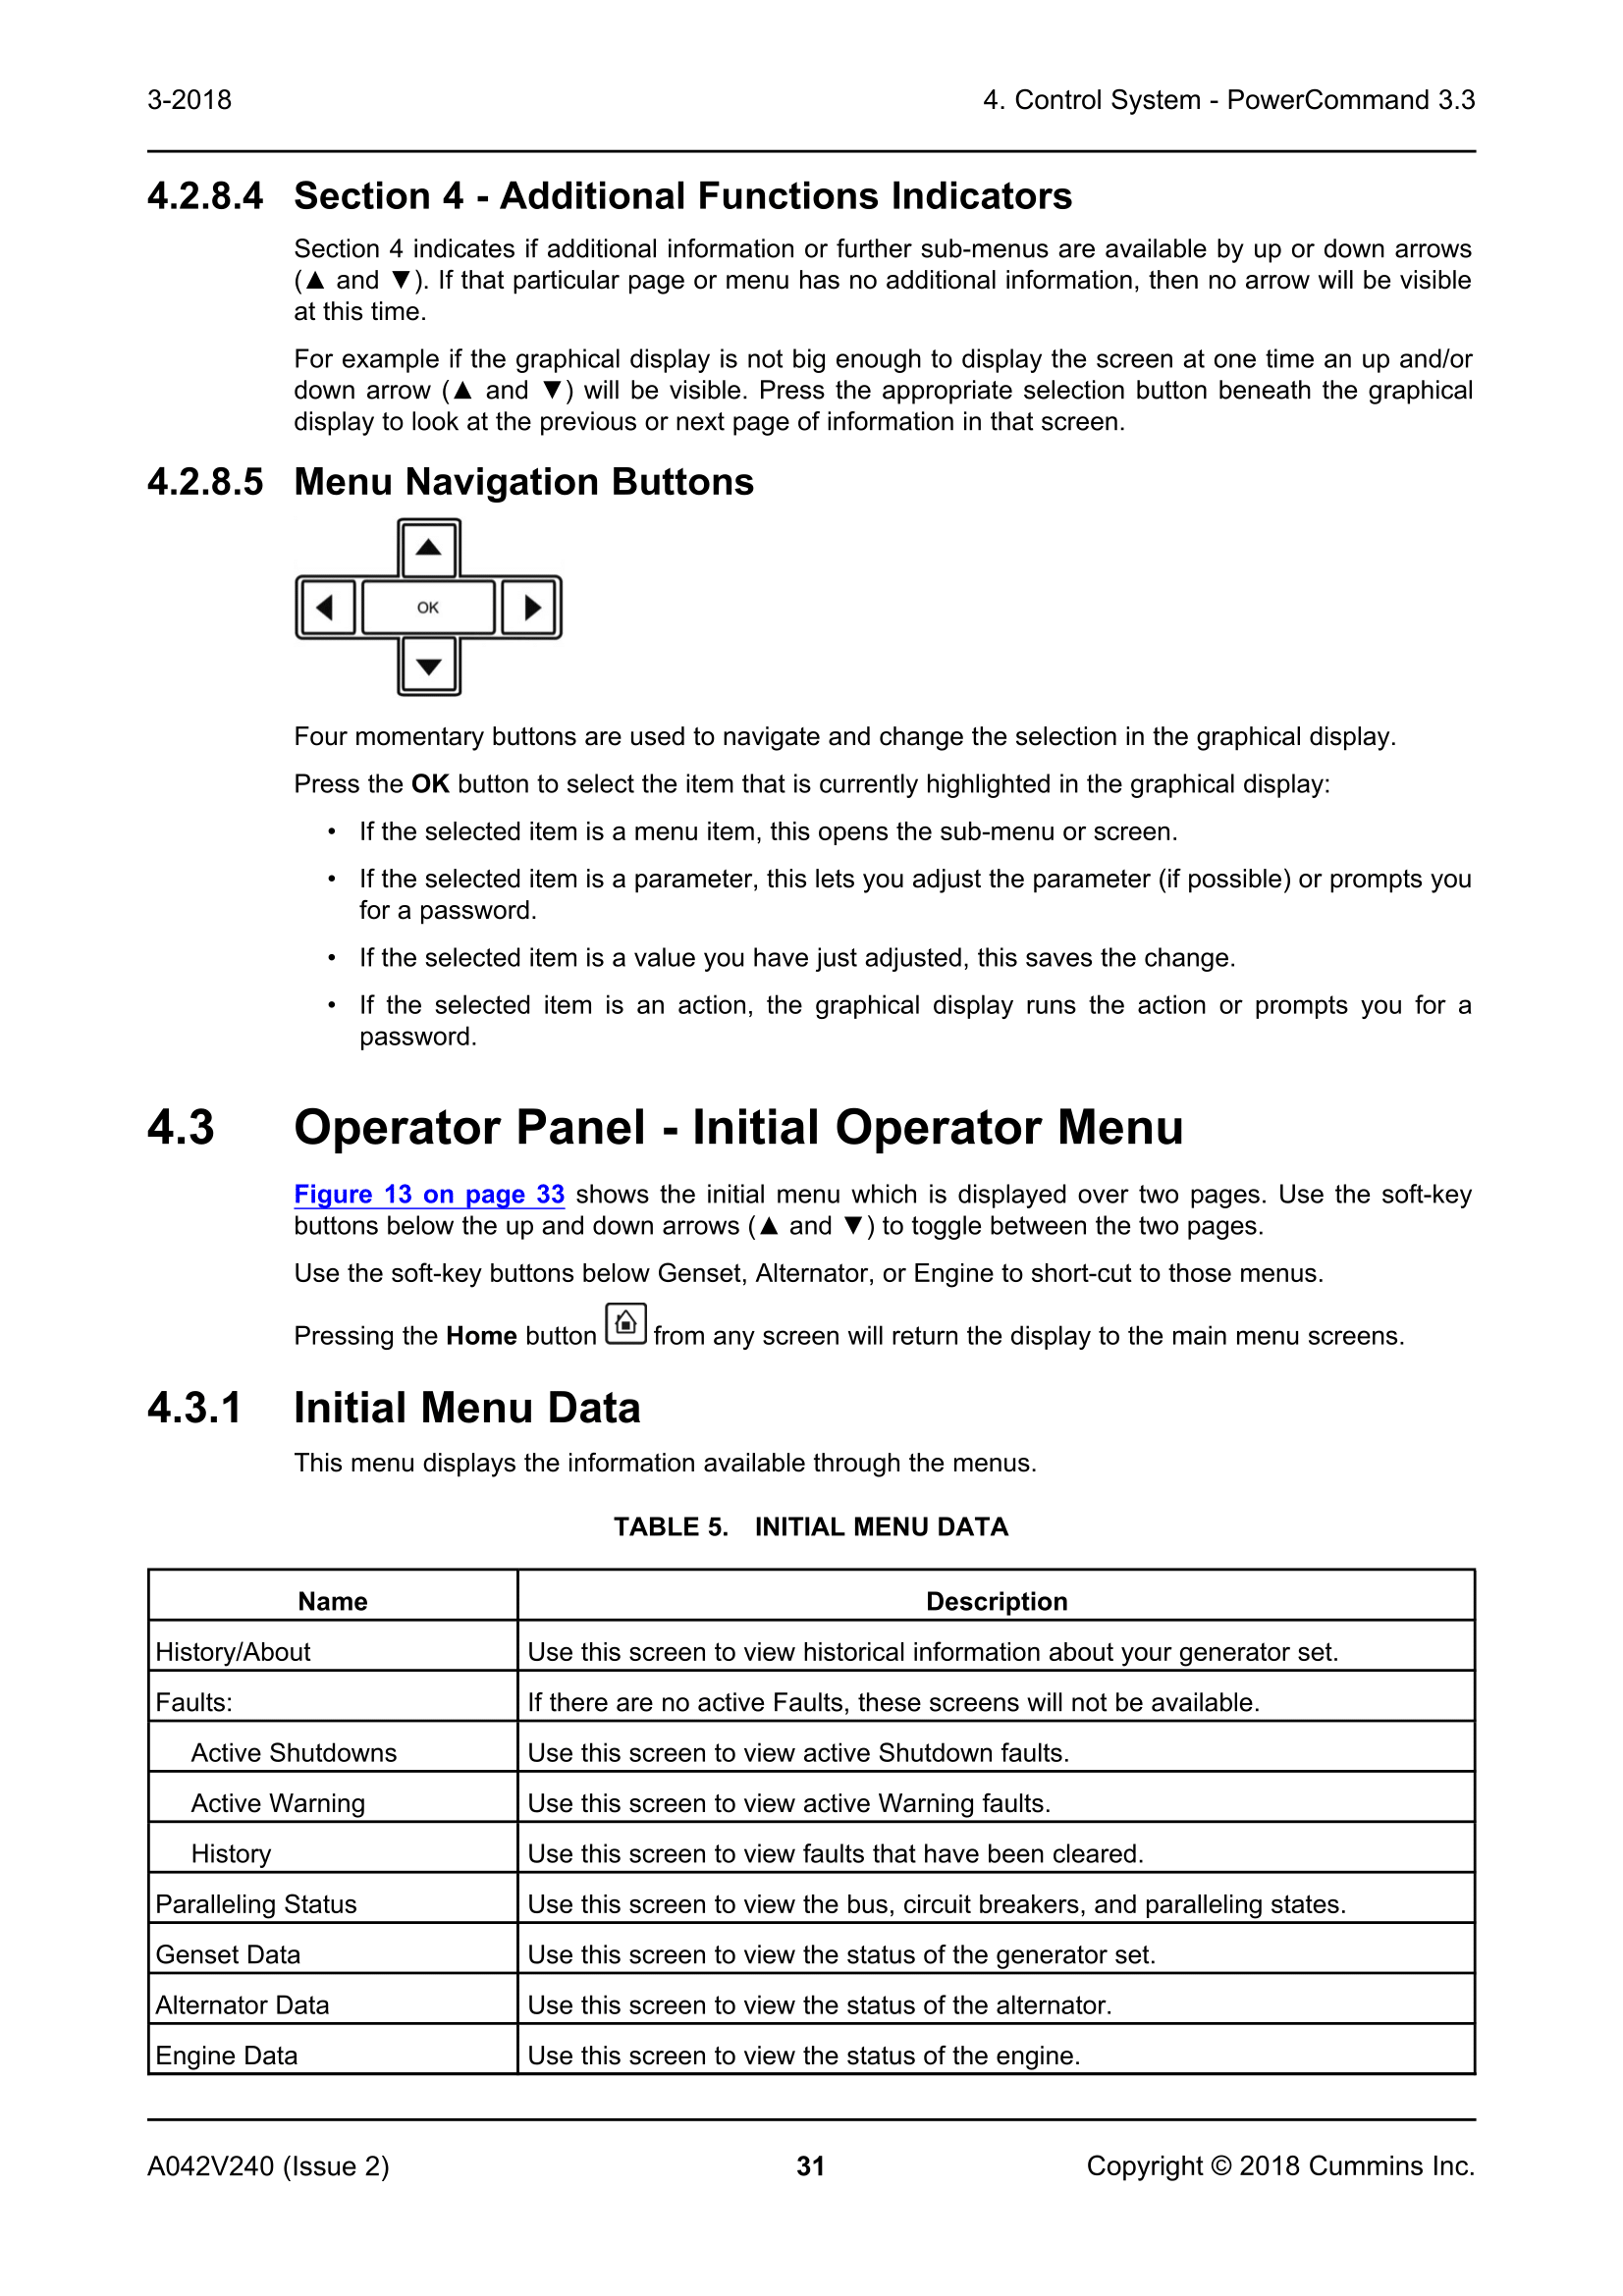 3-2018
4. Control System - PowerCommand 3.3
4.2.8.4 Section 4 - Additional Functions Indicators
Section 4 indicates if additional information or further sub-menus are available by up or down arrows
(▲ and ▼). If that particular page or menu has no additional information, then no arrow will be visible
at this time.
For example if the graphical display is not big enough to display the screen at one time an up and/or
down arrow (▲ and ▼) will be visible. Press the appropriate selection button beneath the graphical
display to look at the previous or next page of information in that screen.
4.2.8.5 Menu Navigation Buttons
OK
Four momentary buttons are used to navigate and change the selection in the graphical display.
Press the OK button to select the item that is currently highlighted in the graphical display:
• If the selected item is a menu item, this opens the sub-menu or screen.
• If the selected item is a parameter, this lets you adjust the parameter (if possible) or prompts you
for a password.
• If the selected item is a value you have just adjusted, this saves the change.
• If the selected item is an action, the graphical display runs the action or prompts you for a
password.
4.3 Operator Panel - Initial Operator Menu
Figure 13 on page 33 shows the initial menu which is displayed over two pages. Use the soft-key
buttons below the up and down arrows (▲ and ▼) to toggle between the two pages.
Use the soft-key buttons below Genset, Alternator, or Engine to short-cut to those menus.
Pressing the Home button from any screen will return the display to the main menu screens.
4.3.1 Initial Menu Data
This menu displays the information available through the menus.
TABLE 5. INITIAL MENU DATA
Name Description
History/About Use this screen to view historical information about your generator set.
Faults: If there are no active Faults, these screens will not be available.
Active Shutdowns Use this screen to view active Shutdown faults.
Active Warning Use this screen to view active Warning faults.
History Use this screen to view faults that have been cleared.
Paralleling Status Use this screen to view the bus, circuit breakers, and paralleling states.
Genset Data Use this screen to view the status of the generator set.
Alternator Data Use this screen to view the status of the alternator.
Engine Data Use this screen to view the status of the engine.
A042V240 (Issue 2)
31
Copyright © 2018 Cummins Inc.